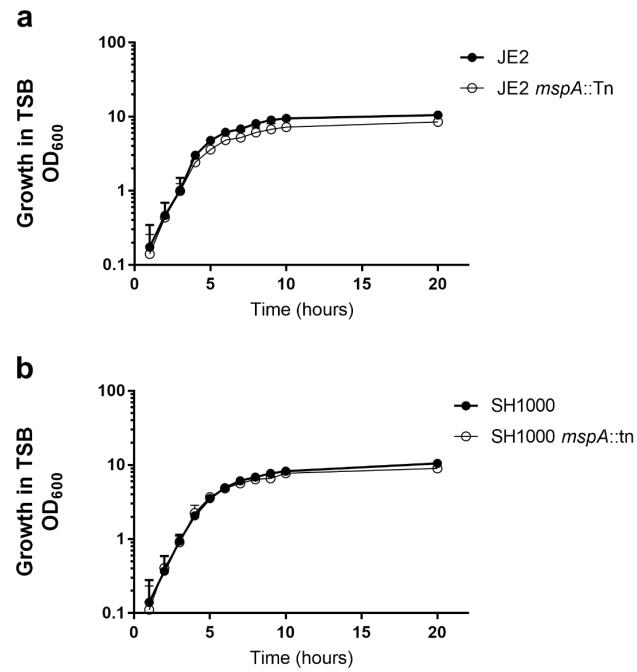 a
Growth in TSB
OD600
100
10
1
0.1
0 5 10 15 20
Time (hours)
JE2
JE2 mspA::Tn
b
Growth in TSB
OD600
100
10
1
0.1
0 5 10 15 20
Time (hours)
SH1000
SH1000 mspA::tn